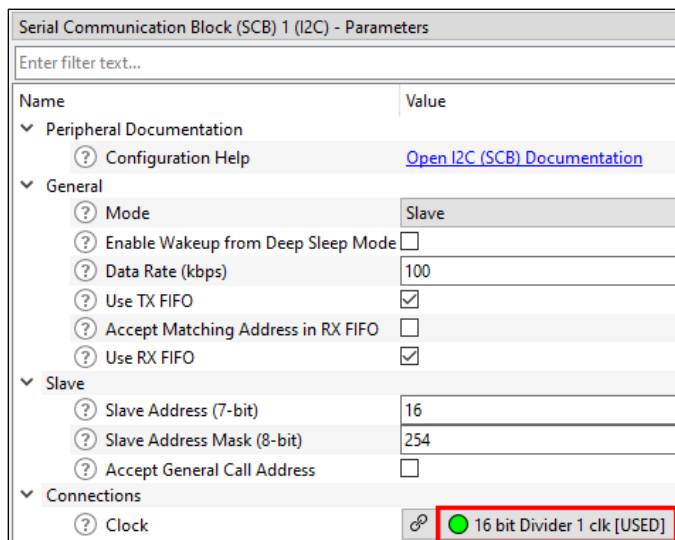 Serial Communication Block (SCB) 1 (I2C) - Parameters
Enter filter text...
Name Value
Peripheral Documentation
? Configuration Help Open I2C (SCB) Documentation
General
? Mode Slave
? Enable Wakeup from Deep Sleep Mode
? Data Rate (kbps) 100
? Use TX FIFO
? Accept Matching Address in RX FIFO
? Use RX FIFO
Slave
? Slave Address (7-bit) 16
? Slave Address Mask (8-bit) 254
? Accept General Call Address
Connections
? Clock 16 bit Divider 1 clk [USED]